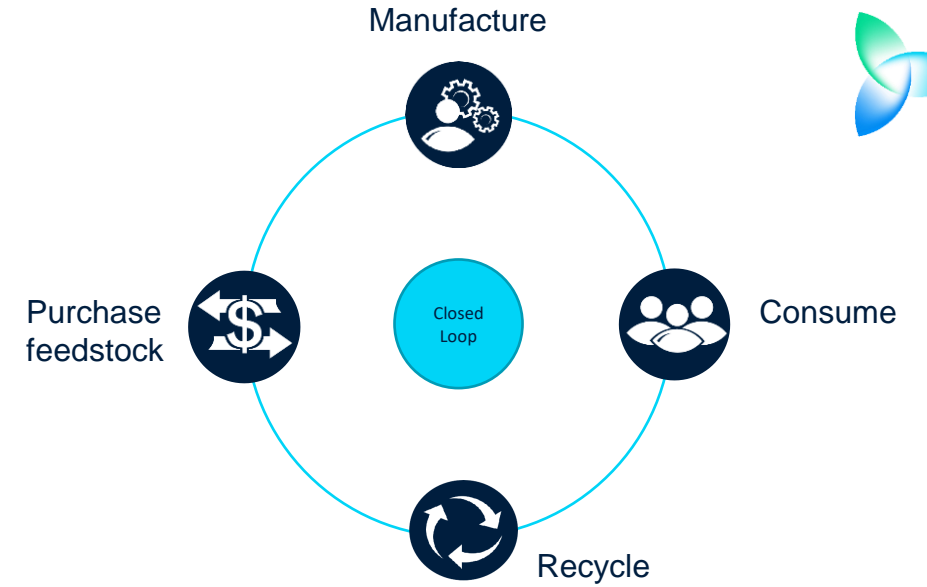 Manufacture
Purchase
feedstock
Closed
Loop
Consume
Recycle